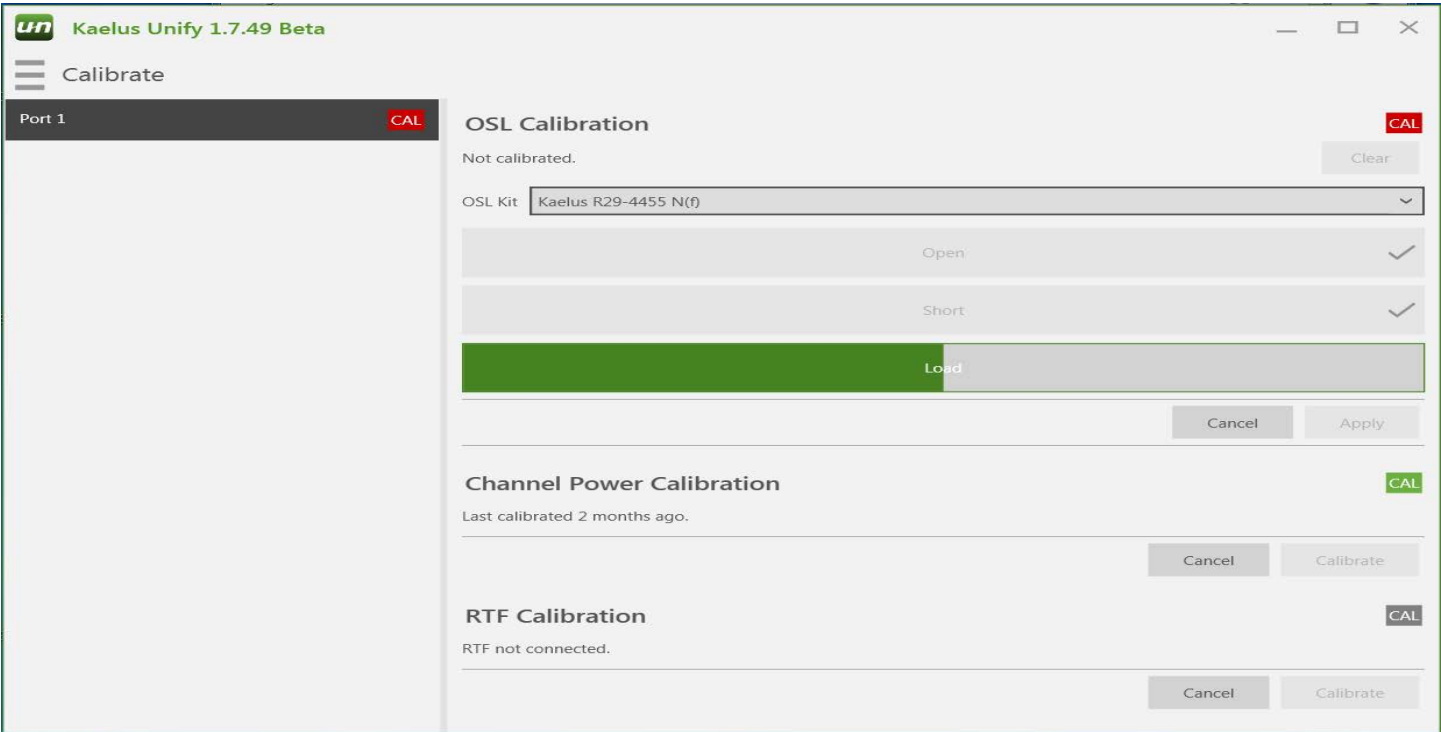 un Kaelus Unify 1.7.49 Beta
Calibrate
Port 1 CAL
OSL Calibration CAL
Not calibrated. Clear
OSL Kit Kaelus R29-4455 N(f)
Open
Short
Load
Cancel Apply
Channel Power Calibration CAL
Last calibrated 2 months ago.
Cancel Calibrate
RTF Calibration CAL
RTF not connected.
Cancel Calibrate